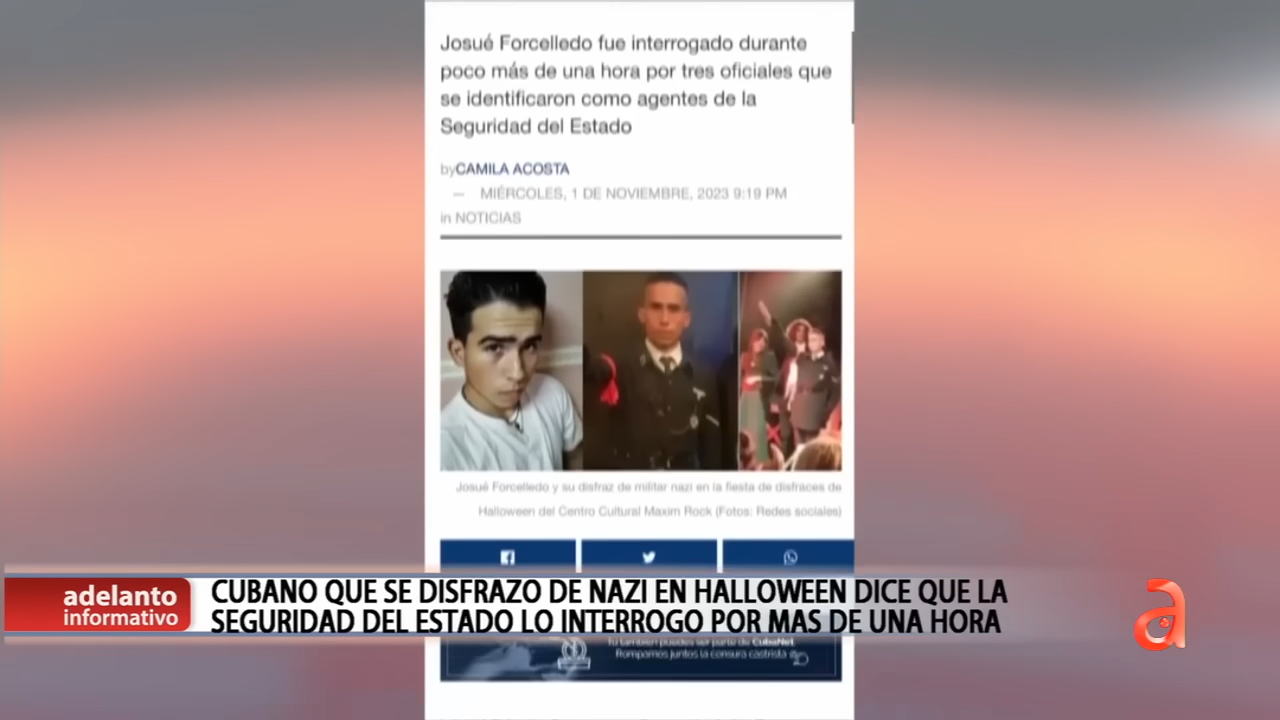 Josué Forcelledo fue interrogado durante
poco más de una hora por tres oficiales que
se identificaron como agentes de la
Seguridad del Estado
by CAMILA ACOSTA
— MIÉRCOLES, 1 DE NOVIEMBRE, 2023 9:19 PM
in NOTICIAS
Josué Forcelledo y su disfraz de militar nazi en la fiesta de disfraces de
Halloween del Centro Cultural Maxim Rock (Fotos: Redes sociales)
adelanto
informativo
CUBANO QUE SE DISFRAZO DE NAZI EN HALLOWEEN DICE QUE LA
SEGURIDAD DEL ESTADO LO INTERROGO POR MAS DE UNA HORA
a
Tú también puedes ser parte de CubaNet
Rompamos juntos la censura castrista